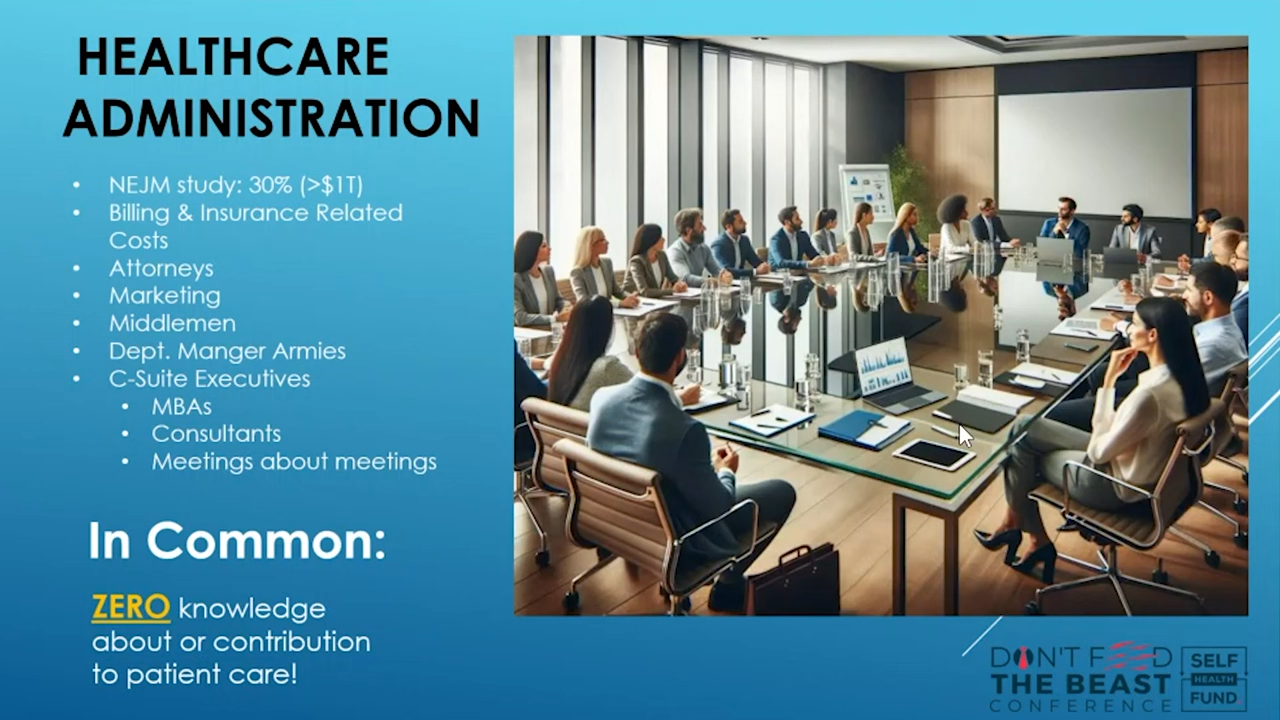 HEALTHCARE
ADMINISTRATION
• NEJM study: 30% (>$1T)
• Billing & Insurance Related
Costs
• Attorneys
• Marketing
• Middlemen
• Dept. Manger Armies
• C-Suite Executives
• MBAs
• Consultants
• Meetings about meetings
In Common:
ZERO knowledge
about or contribution
to patient care!
DON'T FEED
THE BEAST
CONFERENCE
SELF
HEALTH
FUND.